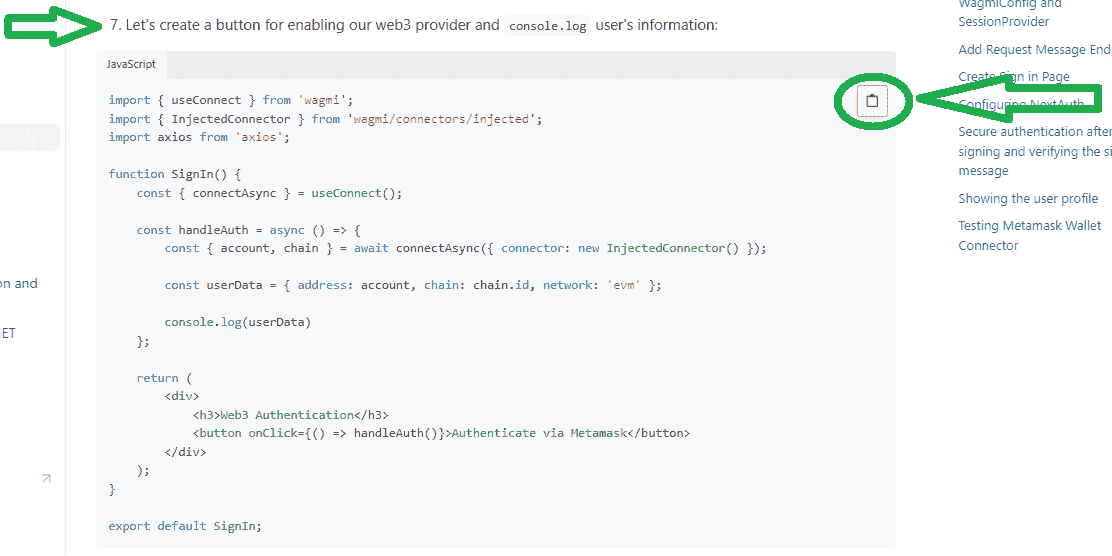 7. Let's create a button for enabling our web3 provider and console.log user's information:
JavaScript
import { useConnect } from 'wagmi';
import { InjectedConnector } from 'wagmi/connectors/injected';
import axios from 'axios';
function SignIn() {
const { connectAsync } = useConnect();
const handleAuth = async () => {
const { account, chain } = await connectAsync({ connector: new InjectedConnector() });
const userData = { address: account, chain: chain.id, network: 'evm' };
console.log(userData)
};
return (
<div>
<h3>Web3 Authentication</h3>
<button onClick={() => handleAuth()}>Authenticate via Metamask</button>
</div>
);
}
export default SignIn;
WagmiConfig and
SessionProvider
Add Request Message
Create Sign in Page
Configuring NextAuth
Secure authentication after
signing and verifying the
message
Showing the user profile
Testing Metamask Wallet
Connector
on and